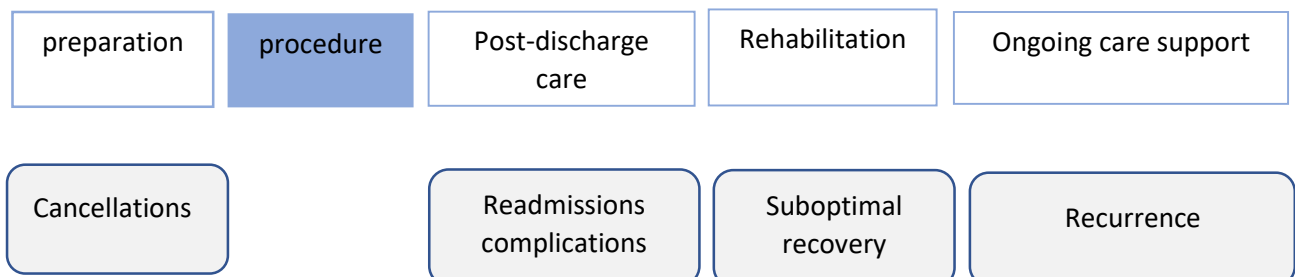 preparation
procedure
Post-discharge
care
Rehabilitation
Ongoing care support
Cancellations
Readmissions
complications
Suboptimal
recovery
Recurrence